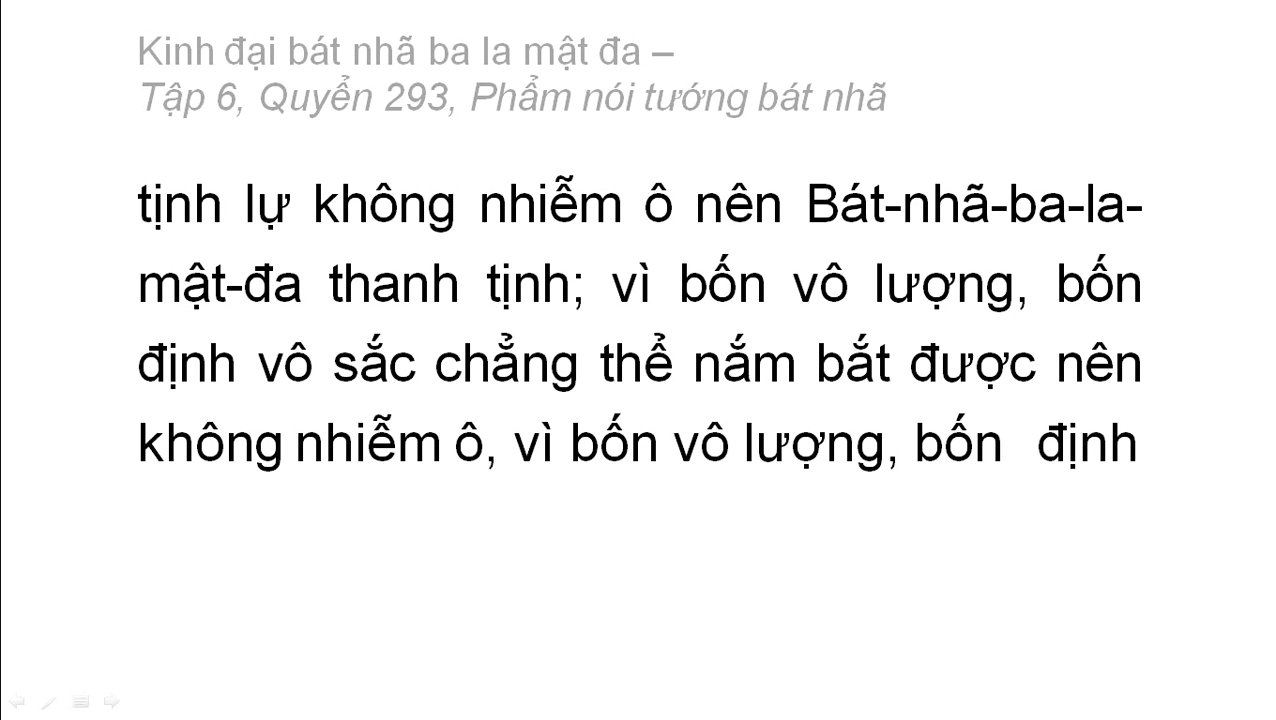 Kinh đại bát nhã ba la mật đa –
Tập 6, Quyển 293, Phẩm nói tướng bát nhã
tịnh lự không nhiễm ô nên Bát-nhã-ba-la-
mật-đa thanh tịnh; vì bốn vô lượng, bốn
định vô sắc chẳng thể nắm bắt được nên
không nhiễm ô, vì bốn vô lượng, bốn định